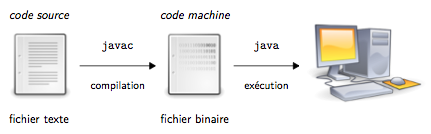 code source
code machine
javac
java
compilation
exécution
fichier texte
fichier binaire